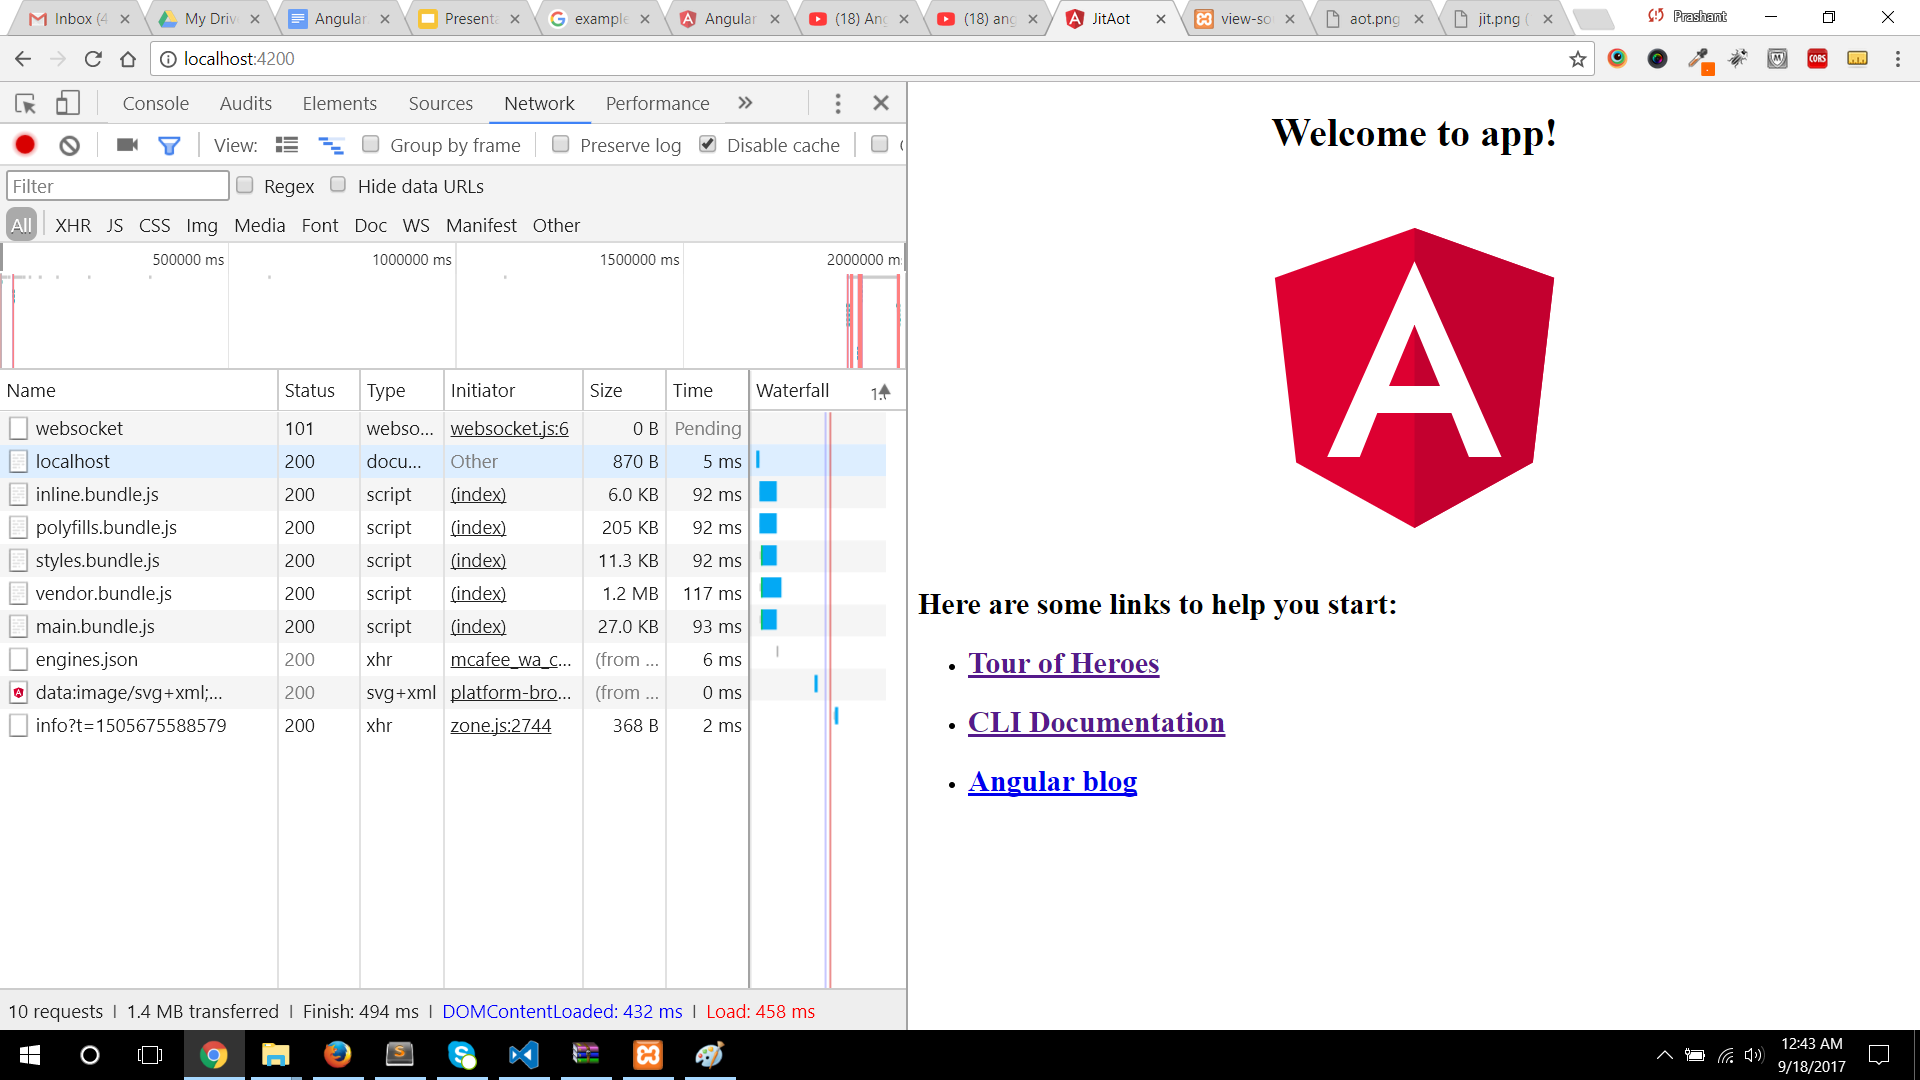 Inbox (4
My Driv
Angular
Presenta
example
Angular
(18) Ang
(18) ang
JitAot
view-so
aot.png
jit.png (
Prashant
localhost:4200
CORS
Console Audits Elements Sources Network Performance
View: Group by frame Preserve log Disable cache
Filter Regex Hide data URLs
All XHR JS CSS Img Media Font Doc WS Manifest Other
500000 ms 1000000 ms 1500000 ms 2000000 m
Name Status Type Initiator Size Time Waterfall
websocket 101 webso... websocket.js:6 0 B Pending
localhost 200 docu... Other 870 B 5 ms
inline.bundle.js 200 script (index) 6.0 KB 92 ms
polyfills.bundle.js 200 script (index) 205 KB 92 ms
styles.bundle.js 200 script (index) 11.3 KB 92 ms
vendor.bundle.js 200 script (index) 1.2 MB 117 ms
main.bundle.js 200 script (index) 27.0 KB 93 ms
engines.json 200 xhr mcafee_wa_c... (from ... 6 ms
data:image/svg+xml;... 200 svg+xml platform-bro... (from ... 0 ms
info?t=1505675588579 200 xhr zone.js:2744 368 B 2 ms
10 requests | 1.4 MB transferred | Finish: 494 ms | DOMContentLoaded: 432 ms | Load: 458 ms
Welcome to app!
A
Here are some links to help you start:
• Tour of Heroes
• CLI Documentation
• Angular blog
12:43 AM
9/18/2017